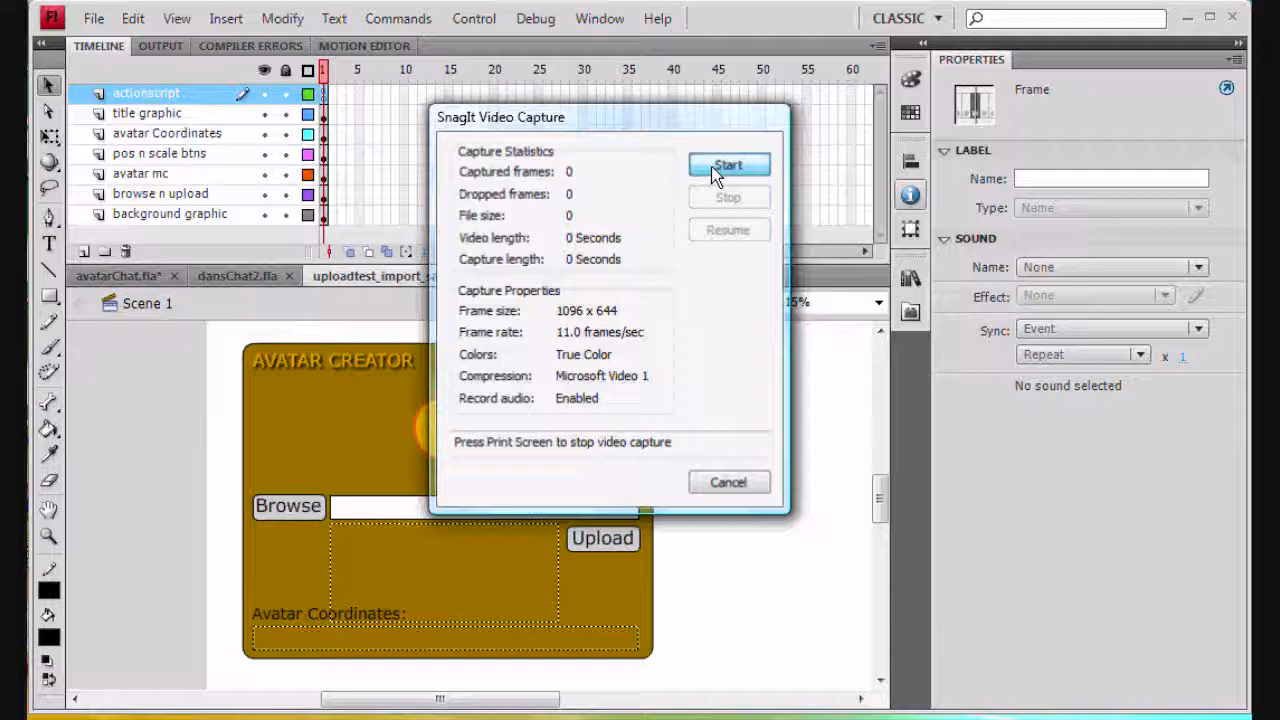 Fl File Edit View Insert Modify Text Commands Control Debug Window Help CLASSIC
TIMELINE OUTPUT COMPILER ERRORS MOTION EDITOR
1 5 10 15 20 25 30 35 40 45 50 55 60
actionscript
title graphic
avatar Coordinates
pos n scale btns
avatar mc
browse n upload
background graphic
avatarChat.fla* × dansChat2.fla ×
Scene 1
AVATAR CREATOR
Browse
Upload
Avatar Coordinates:
SnagIt Video Capture
Capture Statistics
Captured frames: 0
Dropped frames: 0
File size: 0
Video length: 0 Seconds
Capture length: 0 Seconds
Start
Stop
Resume
Capture Properties
Frame size: 1096 x 644
Frame rate: 11.0 frames/sec
Colors: True Color
Compression: Microsoft Video 1
Record audio: Enabled
Press Print Screen to stop video capture
Cancel
PROPERTIES
Frame
LABEL
Name:
Type: Name
SOUND
Name: None
Effect: None
Sync: Event
Repeat x 1
No sound selected